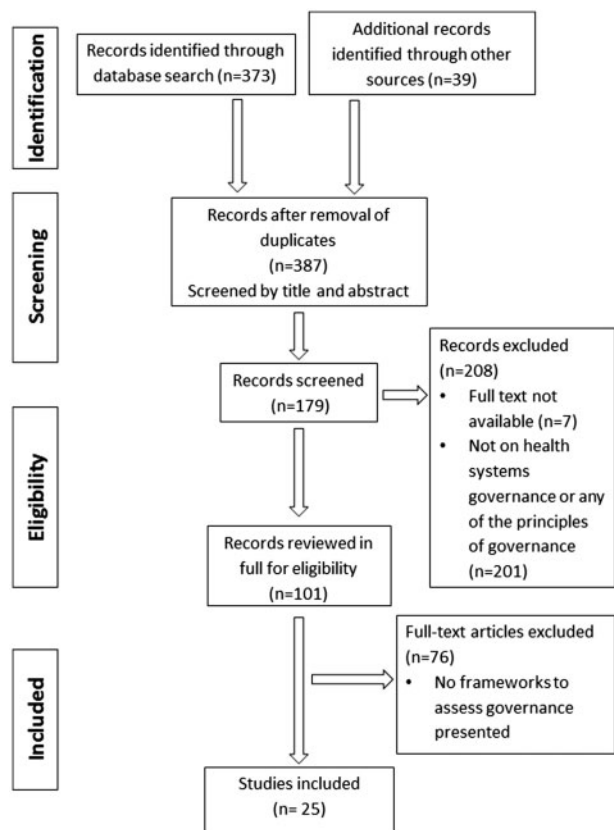 Identification
Records identified through
database search (n=373)
Additional records
identified through other
sources (n=39)
Screening
Records after removal of
duplicates
(n=387)
Screened by title and abstract
Records screened
(n=179)
Records excluded
(n=208)
• Full text not
available (n=7)
• Not on health
systems
governance or any
of the principles
of governance
(n=201)
Eligibility
Records reviewed in
full for eligibility
(n=101)
Full-text articles excluded
(n=76)
• No frameworks to
assess governance
presented
Included
Studies included
(n= 25)